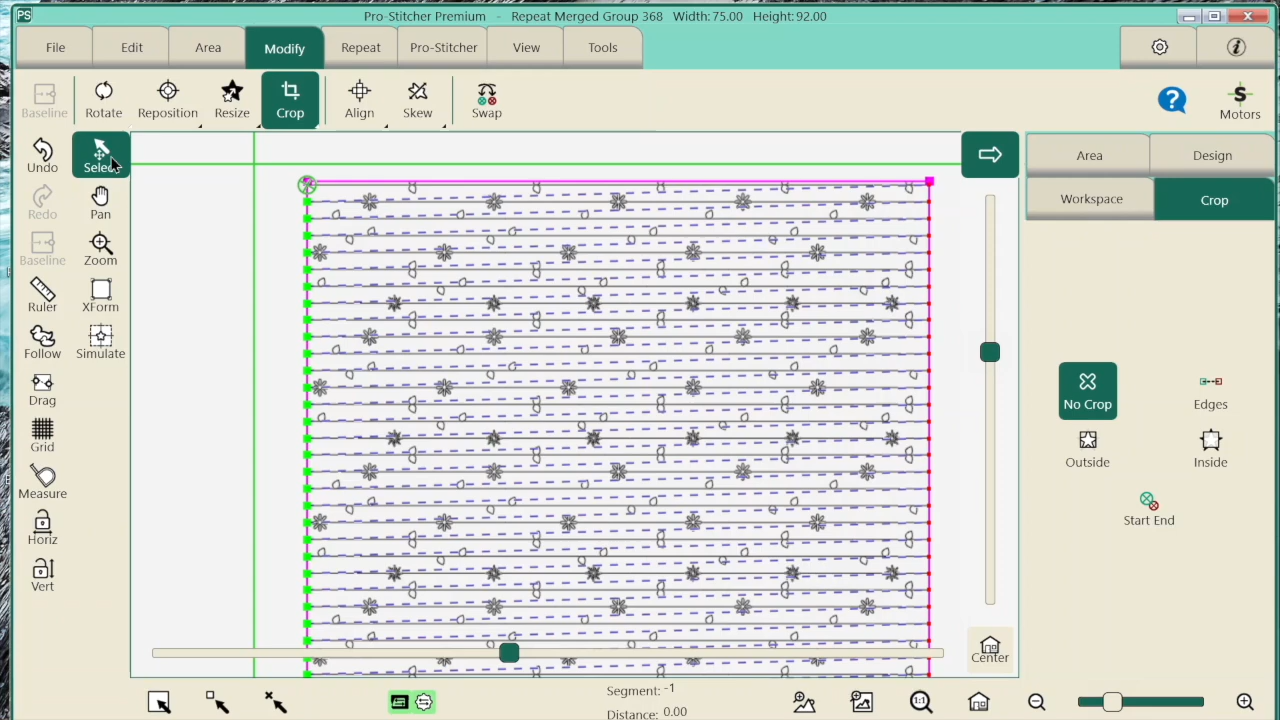 PS Pro-Stitcher Premium - Repeat Merged Group 368 Width:75.00 Height:92.00
File Edit Area Modify Repeat Pro-Stitcher View Tools
Baseline Rotate Reposition Resize Crop Align Skew Swap Motors
Undo Select
Redo Pan
Baseline Zoom
Ruler XForm
Follow Simulate
Drag
Grid
Measure
Horiz
Vert
Area Design
Workspace Crop
No Crop Edges
Outside Inside
Start End
Center
Segment: -1
Distance: 0.00
1:1